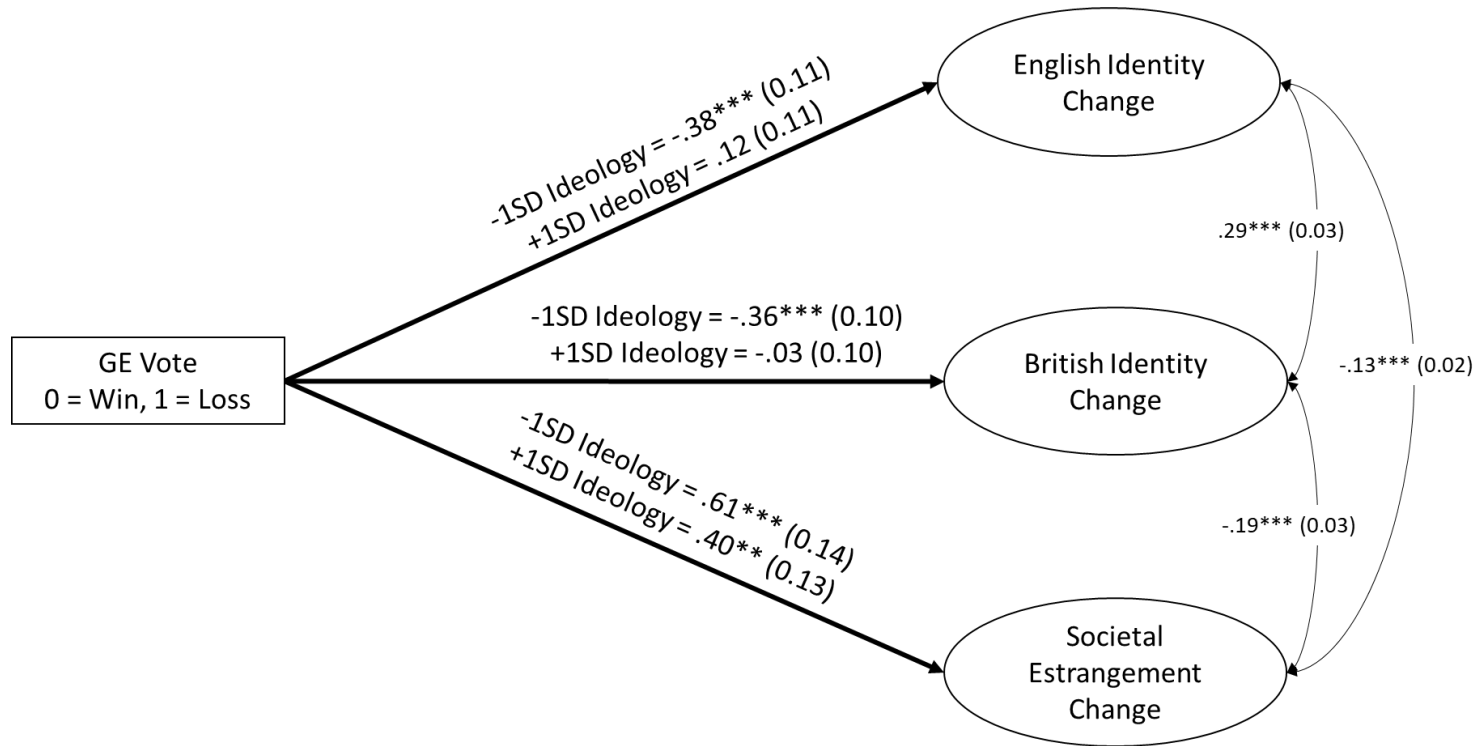 English Identity
Change
-1SD Ideology = -.38*** (0.11)
+1SD Ideology = .12 (0.11)
.29*** (0.03)
-1SD Ideology = -.36*** (0.10)
+1SD Ideology = -.03 (0.10)
GE Vote
0 = Win, 1 = Loss
British Identity
Change
-.13*** (0.02)
-1SD Ideology = .61*** (0.14)
+1SD Ideology = .40** (0.13)
-.19*** (0.03)
Societal
Estrangement
Change